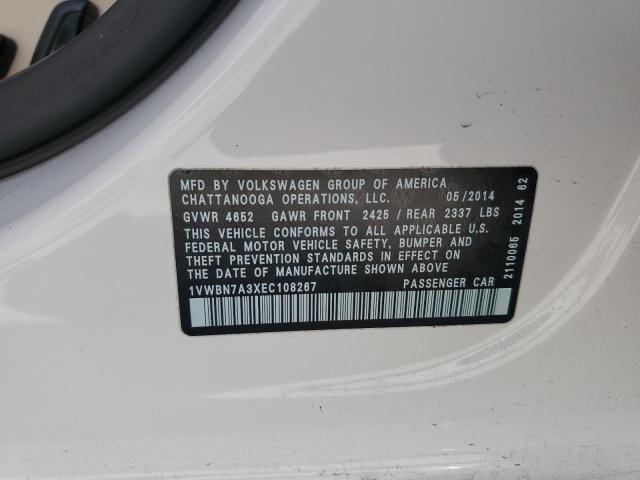 MFD BY VOLKSWAGEN GROUP OF AMERICA
CHATTANOOGA OPERATIONS, LLC. 05/2014
GVWR 4652 GAWR FRONT 2425 / REAR 2337 LBS
THIS VEHICLE CONFORMS TO ALL APPLICABLE U.S.
FEDERAL MOTOR VEHICLE SAFETY, BUMPER AND
THEFT PREVENTION STANDARDS IN EFFECT ON THE
DATE OF MANUFACTURE SHOWN ABOVE
1VWBN7A3XEC108267 PASSENGER CAR
2110065 2014 62